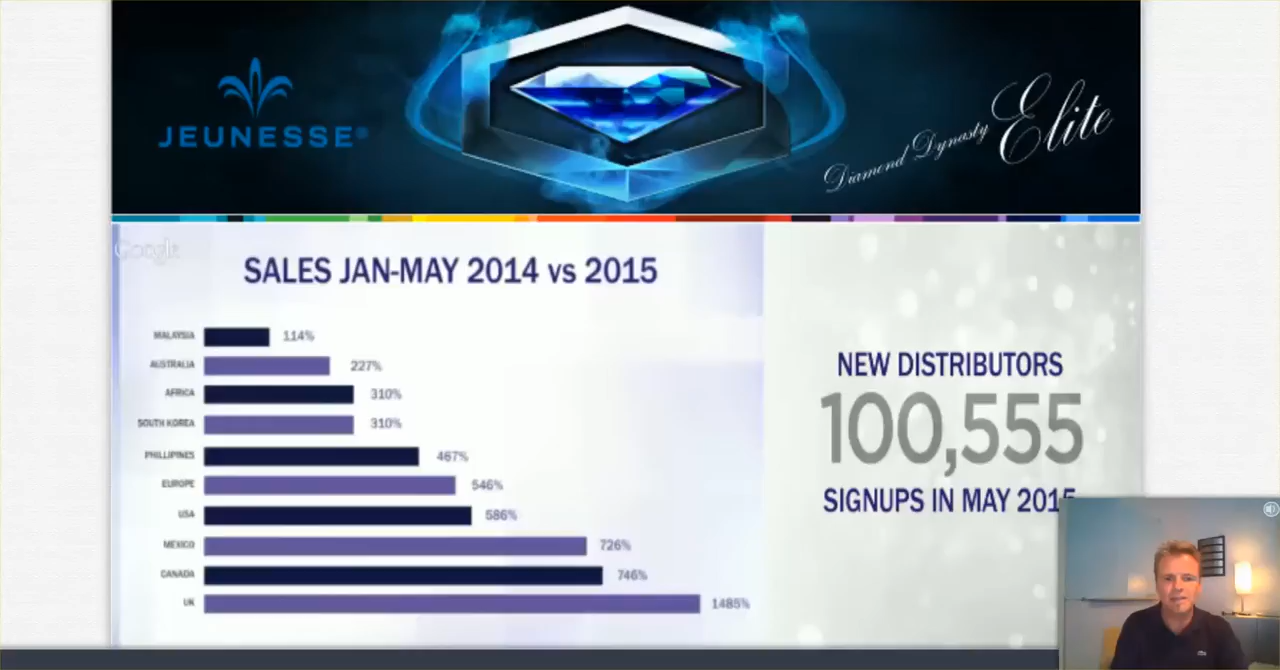 JEUNESSE®
Diamond Dynasty Elite
Google
SALES JAN-MAY 2014 vs 2015
MALAYSIA 114%
AUSTRALIA 227%
AFRICA 310%
SOUTH KOREA 310%
PHILLIPINES 467%
EUROPE 546%
USA 586%
MEXICO 726%
CANADA 746%
UK 1485%
NEW DISTRIBUTORS
100,555
SIGNUPS IN MAY 2015